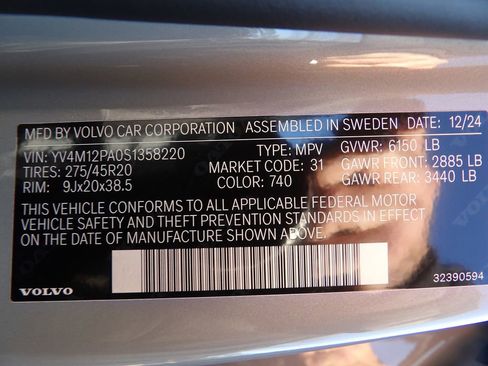 MFD BY VOLVO CAR CORPORATION ASSEMBLED IN SWEDEN DATE: 12/24
VIN: YV4M12PA0S1358220 TYPE: MPV GVWR: 6150 LB
TIRES: 275/45R20 MARKET CODE: 31 GAWR FRONT: 2885 LB
RIM: 9Jx20x38.5 COLOR: 740 GAWR REAR: 3440 LB
THIS VEHICLE CONFORMS TO ALL APPLICABLE FEDERAL MOTOR
VEHICLE SAFETY AND THEFT PREVENTION STANDARDS IN EFFECT
ON THE DATE OF MANUFACTURE SHOWN ABOVE.
VOLVO
32390594